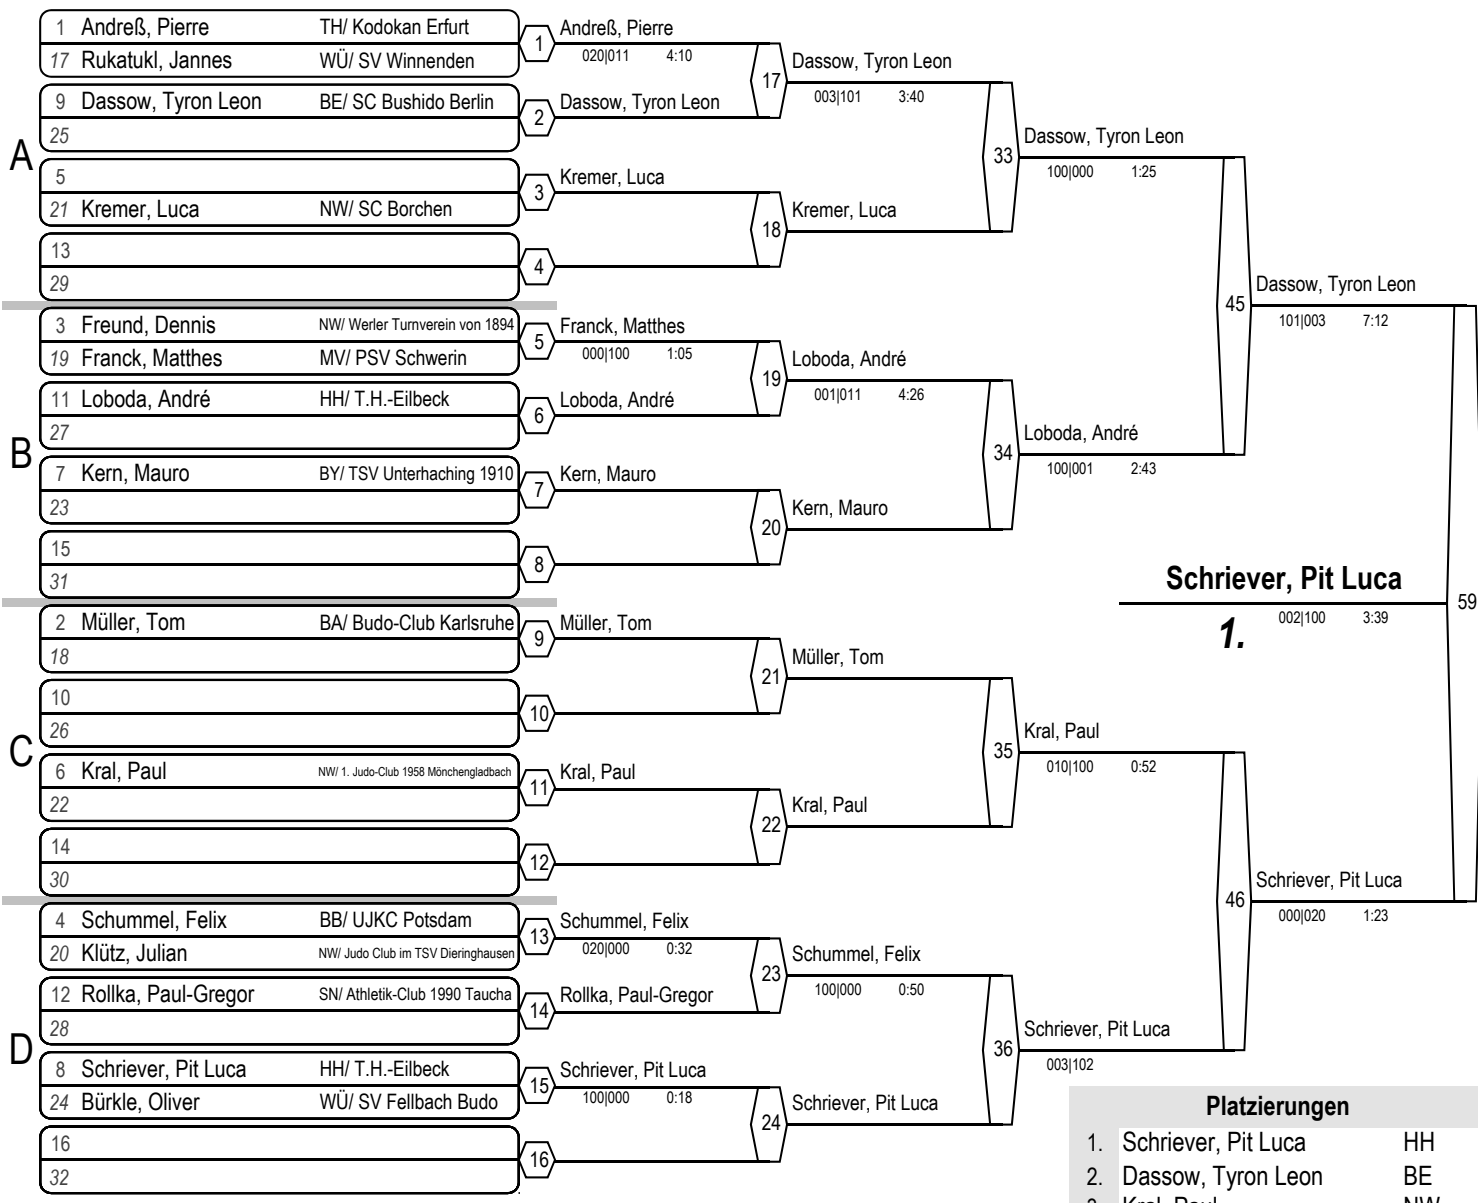 1 Andreß, Pierre TH/ Kodokan Erfurt
17 Rukatukl, Jannes WÜ/ SV Winnenden
1 Andreß, Pierre
020|011 4:10
9 Dassow, Tyron Leon BE/ SC Bushido Berlin
25
2 Dassow, Tyron Leon
17 Dassow, Tyron Leon
003|101 3:40
A
5
21 Kremer, Luca NW/ SC Borchen
3 Kremer, Luca
13
29
4
18 Kremer, Luca
33 Dassow, Tyron Leon
100|000 1:25
3 Freund, Dennis NW/ Werler Turnverein von 1894
19 Franck, Matthes MV/ PSV Schwerin
5 Franck, Matthes
000|100 1:05
11 Loboda, André HH/ T.H.-Eilbeck
27
6 Loboda, André
19 Loboda, André
001|011 4:26
B
7 Kern, Mauro BY/ TSV Unterhaching 1910
23
7 Kern, Mauro
15
31
8
20 Kern, Mauro
34 Loboda, André
100|001 2:43
45 Dassow, Tyron Leon
101|003 7:12
2 Müller, Tom BA/ Budo-Club Karlsruhe
18
9 Müller, Tom
10
26
10
21 Müller, Tom
C
6 Kral, Paul NW/ 1. Judo-Club 1958 Mönchengladbach
22
11 Kral, Paul
14
30
12
22 Kral, Paul
35 Kral, Paul
010|100 0:52
4 Schummel, Felix BB/ UJKC Potsdam
20 Klütz, Julian NW/ Judo Club im TSV Dieringhausen
13 Schummel, Felix
020|000 0:32
12 Rollka, Paul-Gregor SN/ Athletik-Club 1990 Taucha
28
14 Rollka, Paul-Gregor
23 Schummel, Felix
100|000 0:50
D
8 Schriever, Pit Luca HH/ T.H.-Eilbeck
24 Bürkle, Oliver WÜ/ SV Fellbach Budo
15 Schriever, Pit Luca
100|000 0:18
16
32
16
24 Schriever, Pit Luca
36 Schriever, Pit Luca
003|102
46 Schriever, Pit Luca
000|020 1:23
Schriever, Pit Luca
1. 002|100 3:39
59
Platzierungen
1. Schriever, Pit Luca HH
2. Dassow, Tyron Leon BE